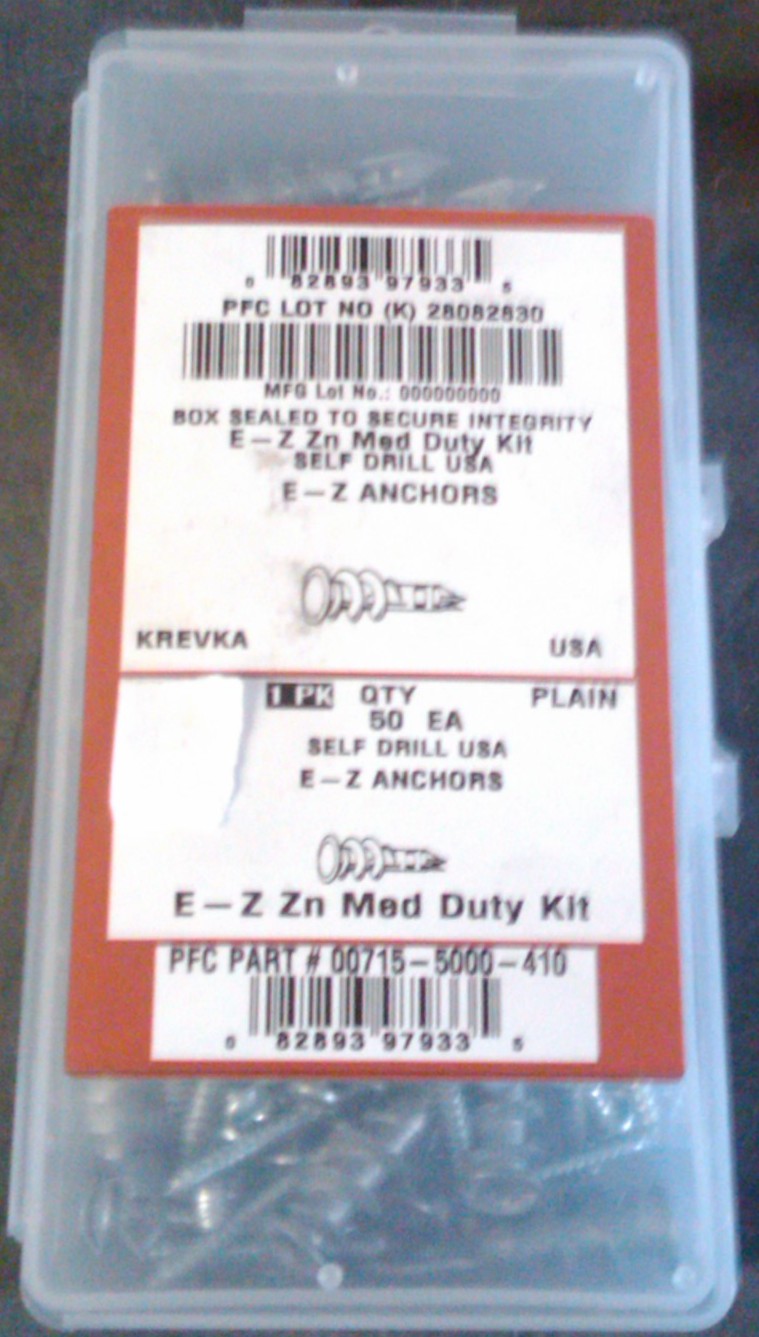 0 82893 97933 5
PFC LOT NO (K) 28082830
MFG Lot No.: 000000000
BOX SEALED TO SECURE INTEGRITY
E-Z Zn Med Duty Kit
SELF DRILL USA
E-Z ANCHORS
KREVKA USA
1 PK QTY PLAIN
50 EA
SELF DRILL USA
E-Z ANCHORS
E-Z Zn Med Duty Kit
PFC PART # 00715-5000-410
0 82893 97933 5